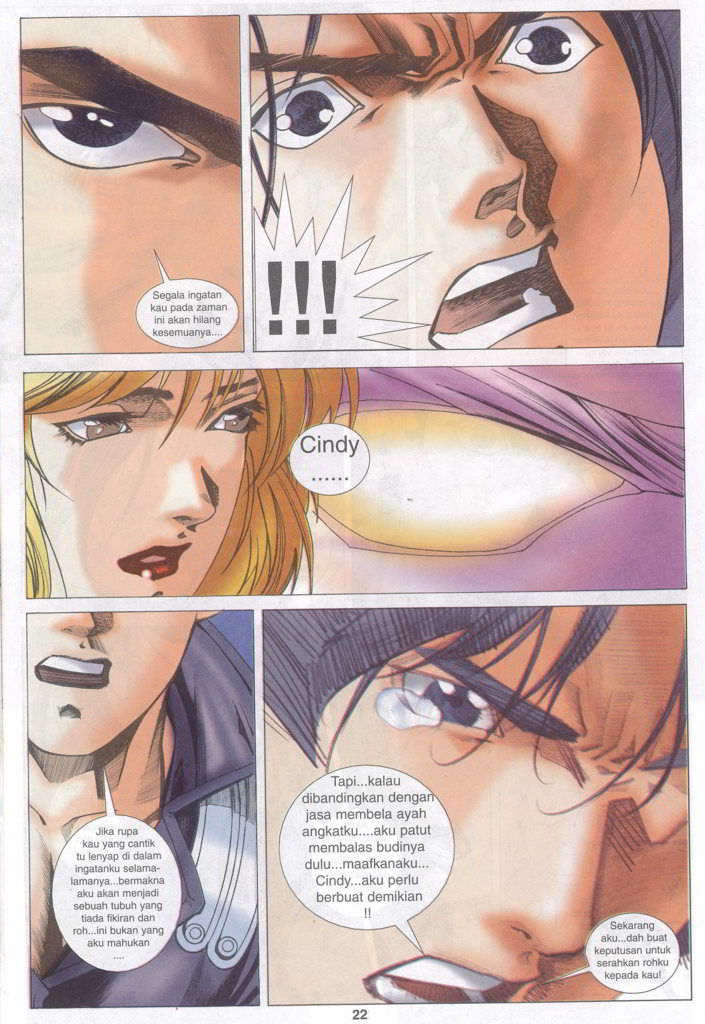 Segala ingatan
kau pada zaman
ini akan hilang
kesemuanya....
!!!
Cindy
......
Jika rupa
kau yang cantik
tu lenyap di dalam
ingatanku selama-
lamanya...bermakna
aku akan menjadi
sebuah tubuh yang
tiada fikiran dan
roh...ini bukan yang
aku mahukan
....
Tapi...kalau
dibandingkan dengan
jasa membela ayah
angkatku....aku patut
membalas budinya
dulu...maafkanaku...
Cindy...aku perlu
berbuat demikian
!!
Sekarang
aku...dah buat
keputusan untuk
serahkan rohku
kepada kau!
22